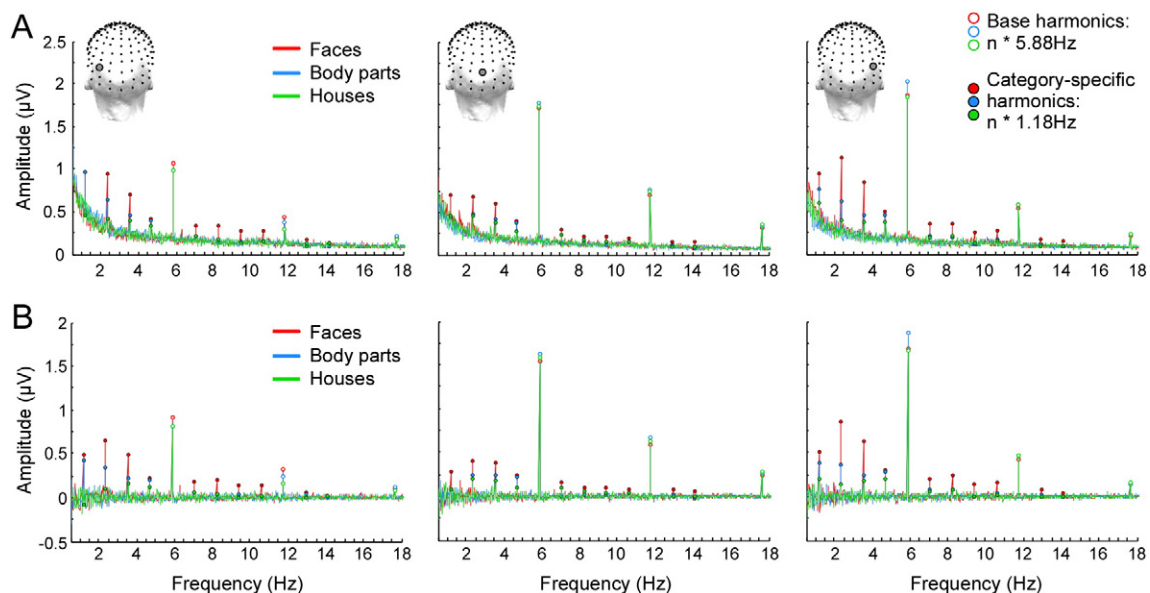 A
2.5
2
1.5
1
0.5
0
Amplitude (µV)
Faces
Body parts
Houses
Base harmonics:
n * 5.88Hz
Category-specific
harmonics:
n * 1.18Hz
2 4 6 8 10 12 14 16 18
2 4 6 8 10 12 14 16 18
2 4 6 8 10 12 14 16 18
B
2
1.5
1
0.5
0
-0.5
Amplitude (µV)
Faces
Body parts
Houses
2 4 6 8 10 12 14 16 18
2 4 6 8 10 12 14 16 18
2 4 6 8 10 12 14 16 18
Frequency (Hz)
Frequency (Hz)
Frequency (Hz)